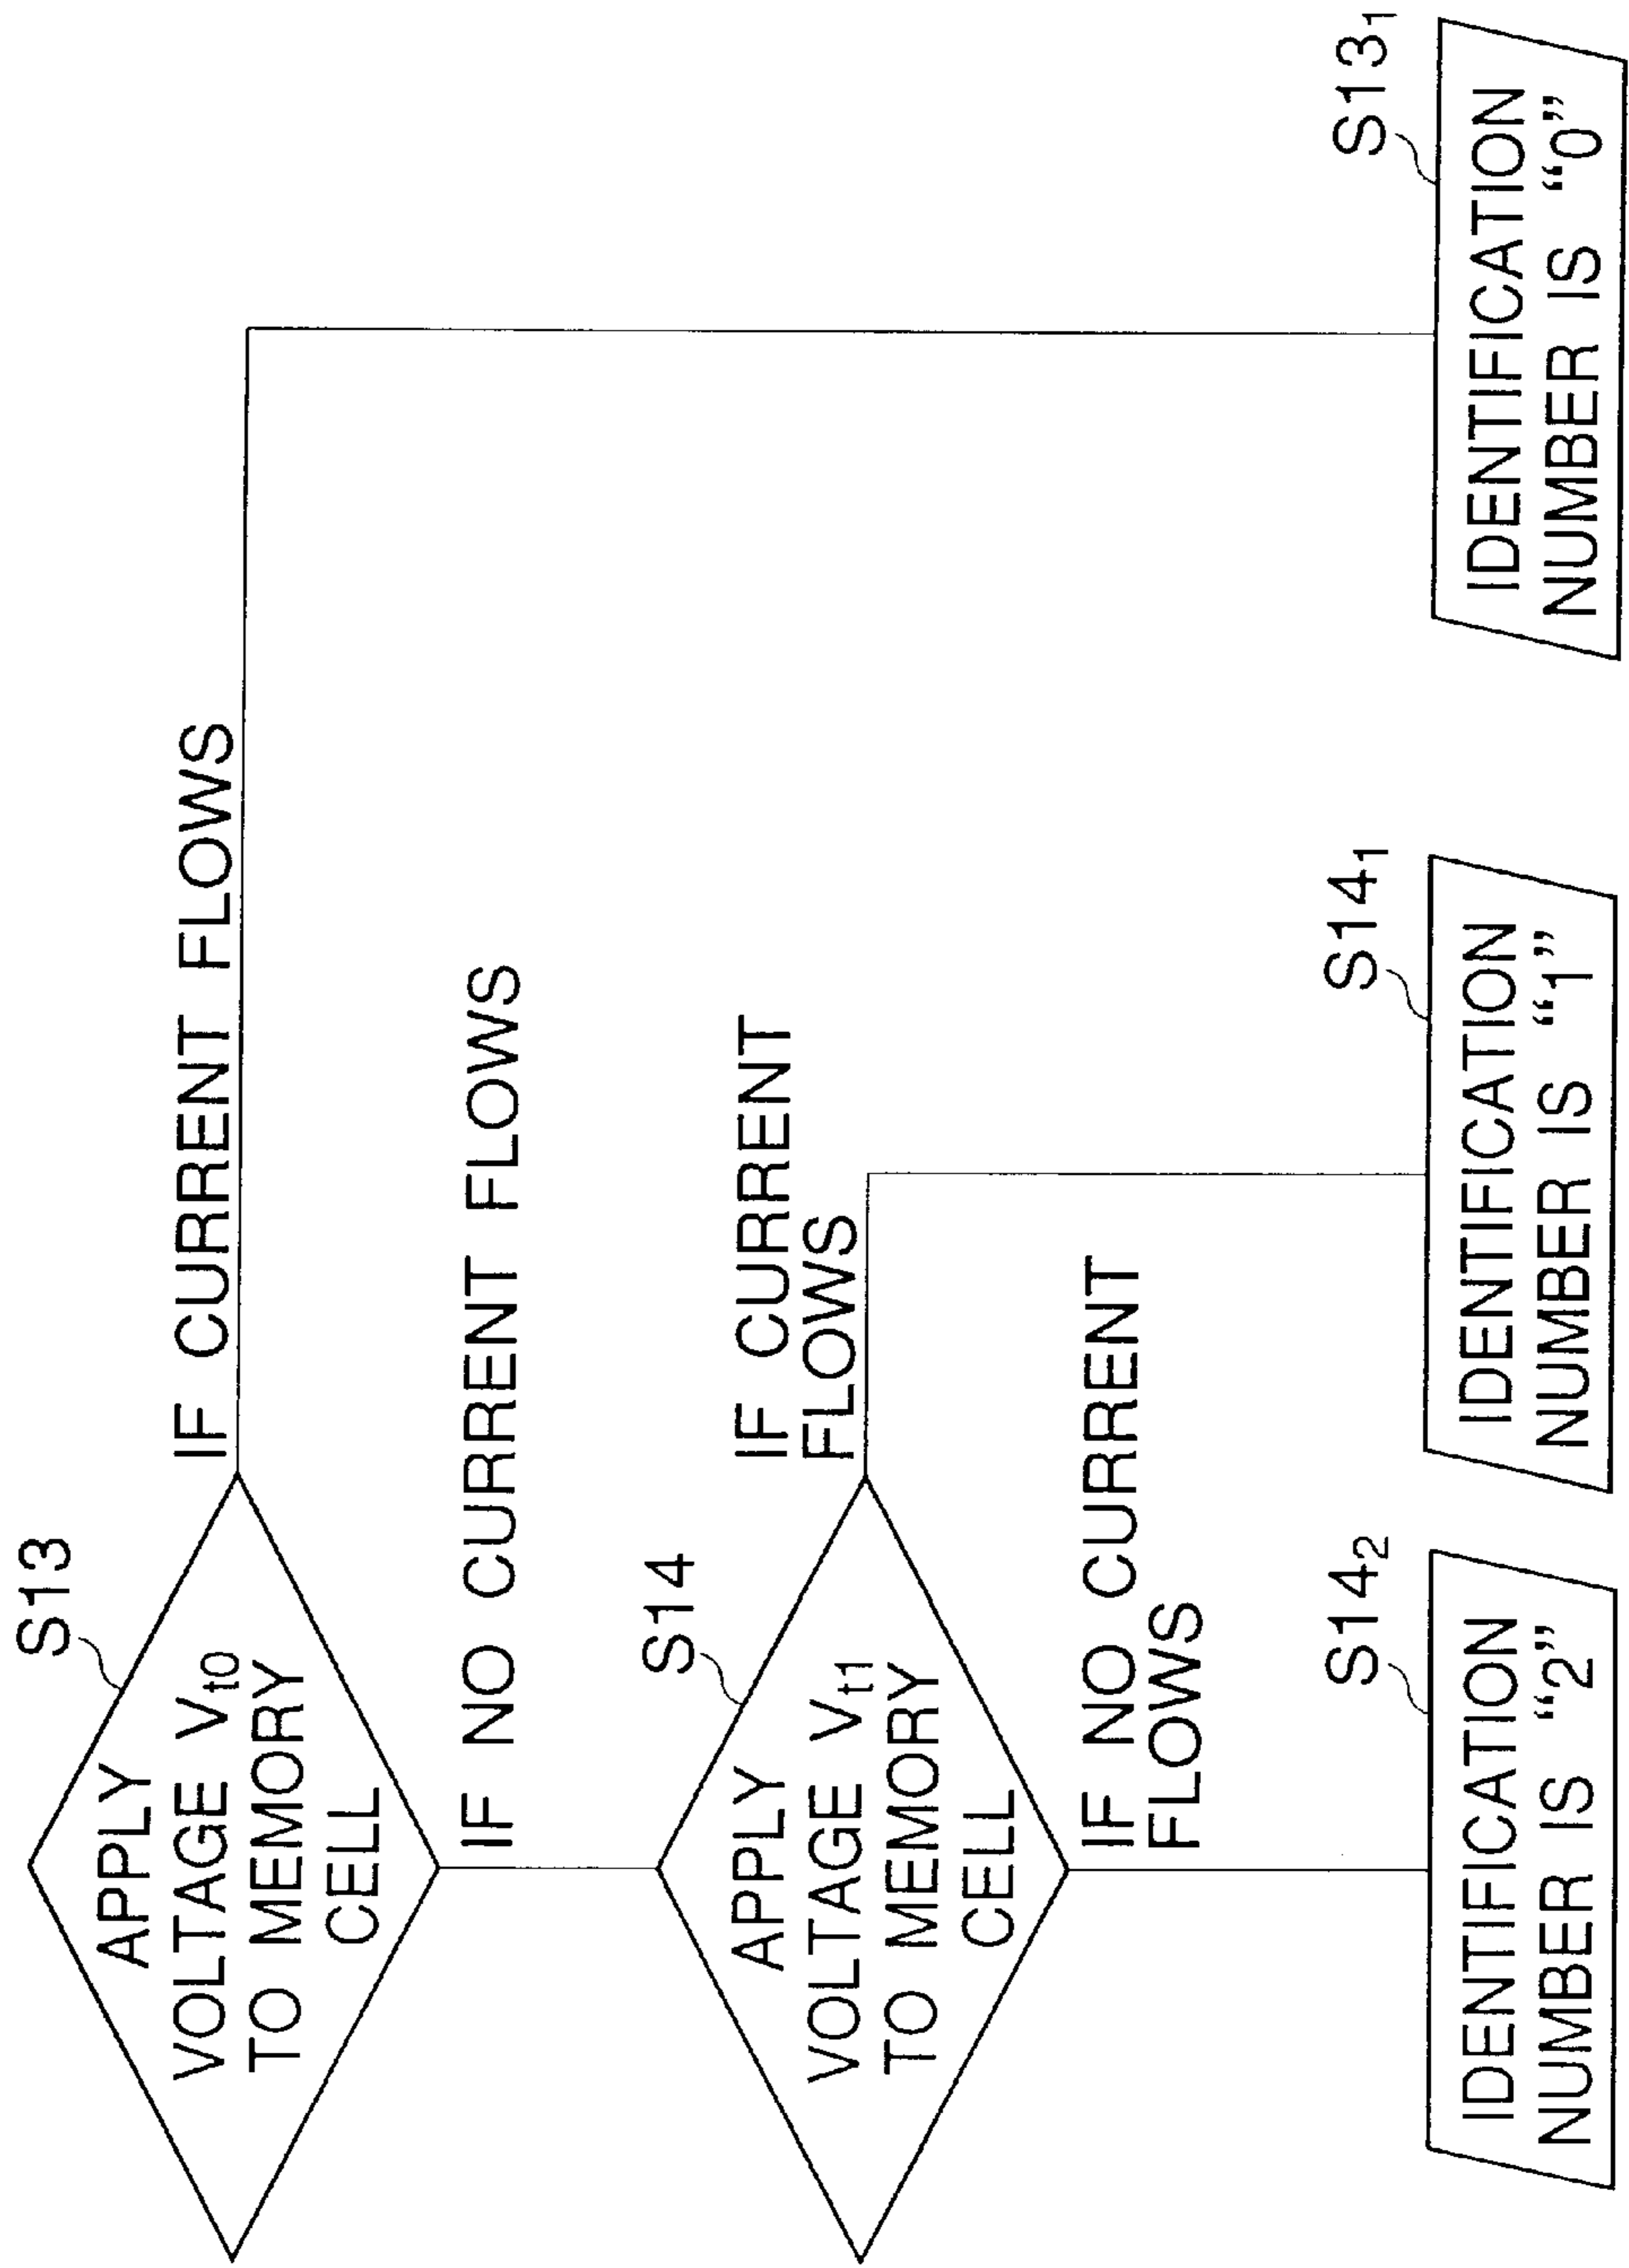 S13
APPLY
VOLTAGE Vt0
TO MEMORY
CELL
IF CURRENT FLOWS
IF NO CURRENT FLOWS
S14
APPLY
VOLTAGE Vt1
TO MEMORY
CELL
IF CURRENT
FLOWS
IF NO CURRENT
FLOWS
S14₂
IDENTIFICATION
NUMBER IS “2”
S14₁
IDENTIFICATION
NUMBER IS “1”
S13₁
IDENTIFICATION
NUMBER IS “0”